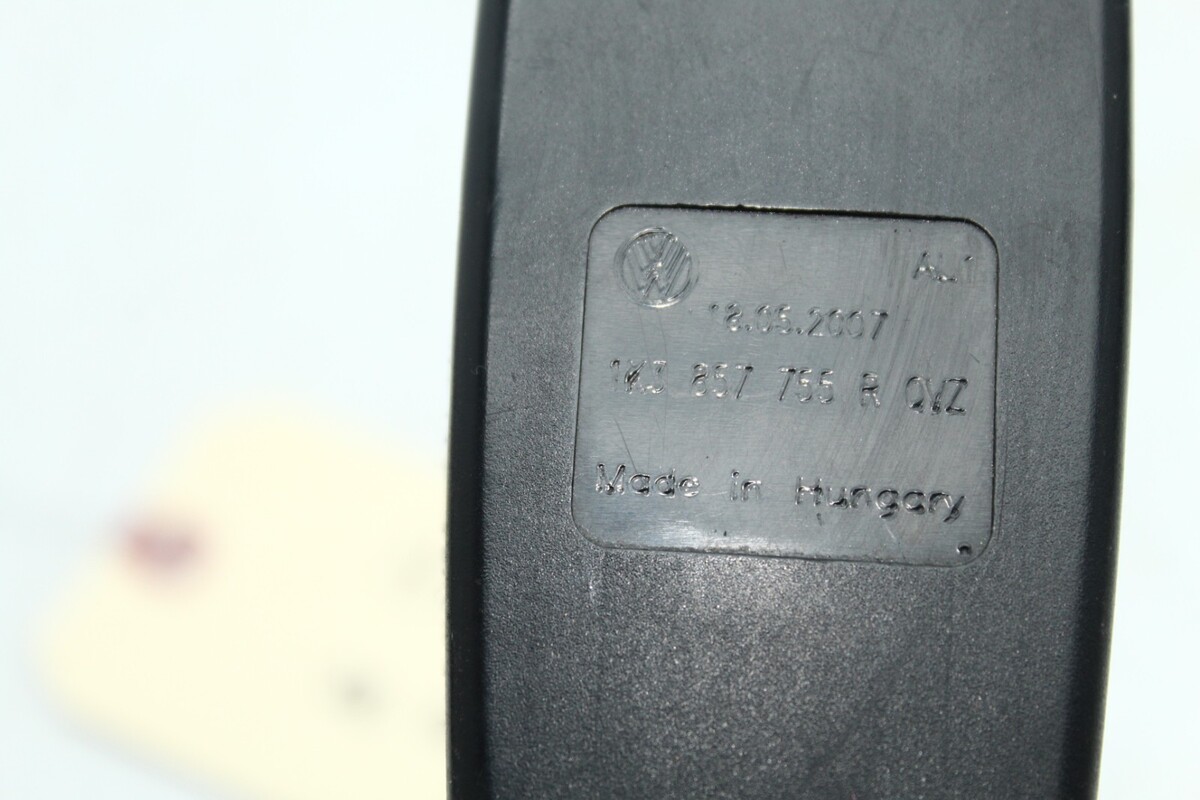 AL1
18.05.2007
1K3 857 755 R QVZ
Made in Hungary